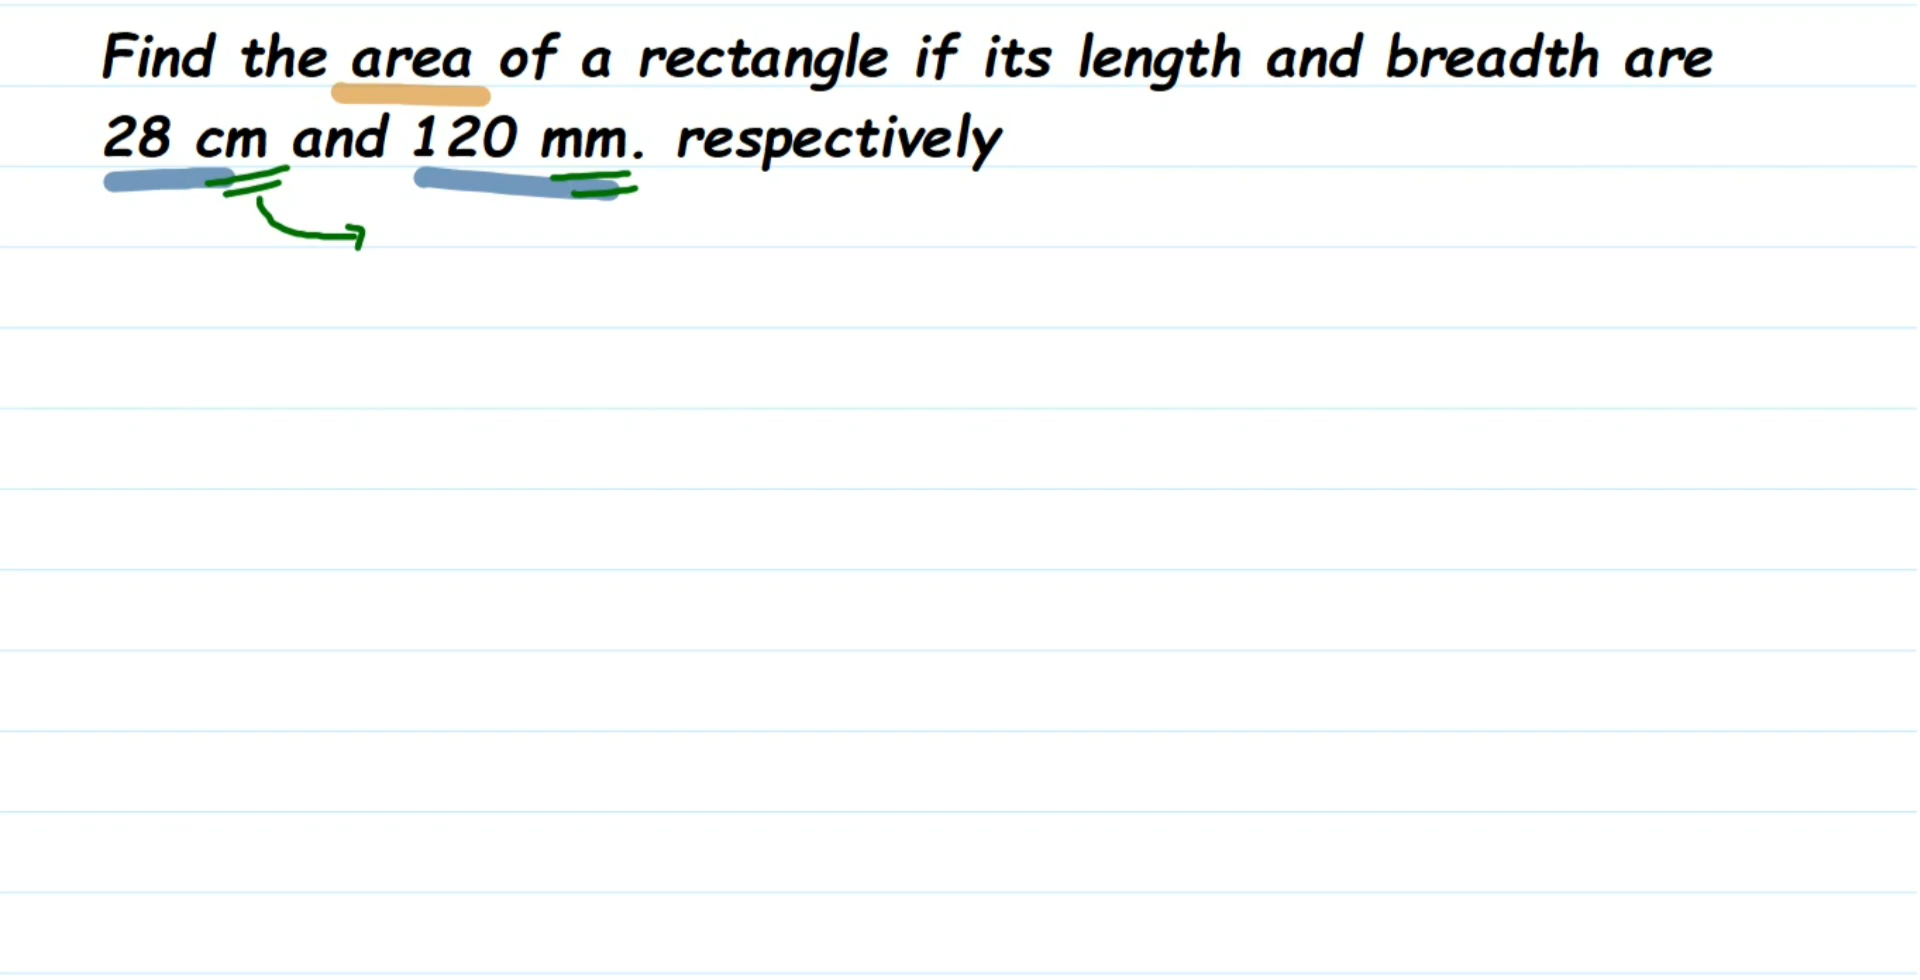 Find the area of a rectangle if its length and breadth are
28 cm and 120 mm. respectively